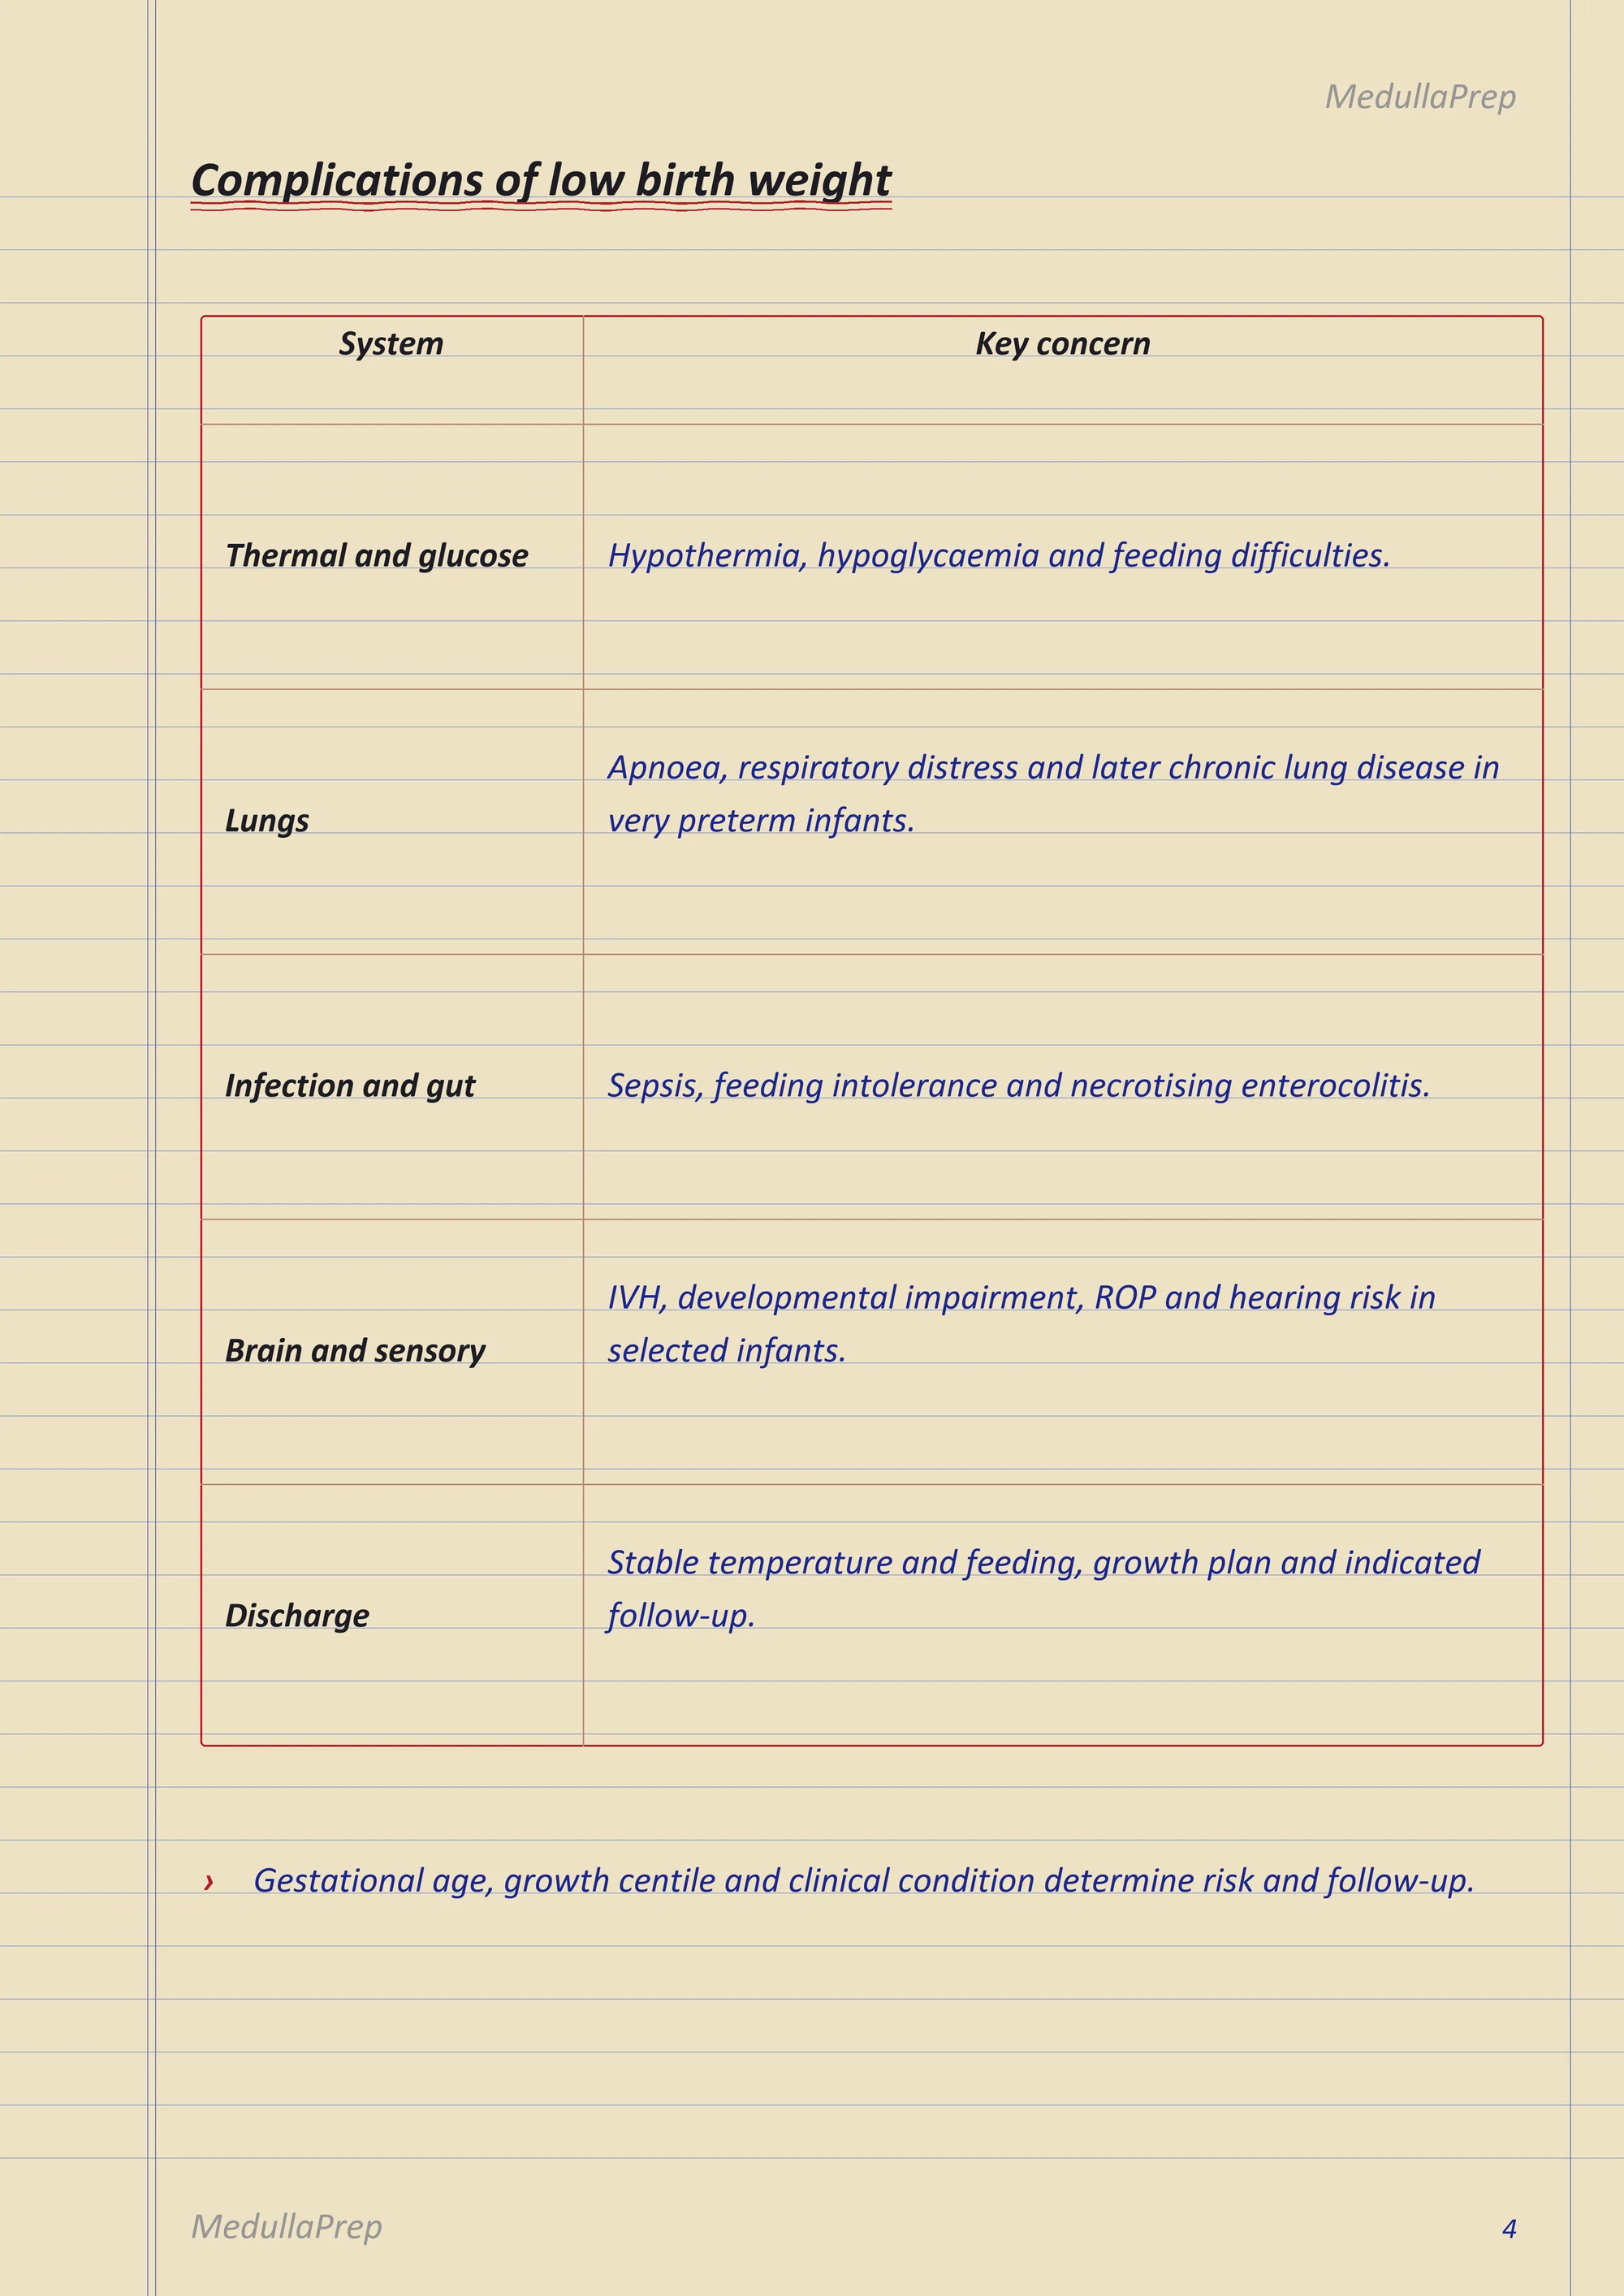 MedullaPrep
Complications of low birth weight
System Key concern
Thermal and glucose Hypothermia, hypoglycaemia and feeding difficulties.
Apnoea, respiratory distress and later chronic lung disease in
Lungs very preterm infants.
Infection and gut Sepsis, feeding intolerance and necrotising enterocolitis.
IVH, developmental impairment, ROP and hearing risk in
Brain and sensory selected infants.
Stable temperature and feeding, growth plan and indicated
Discharge follow-up.
› Gestational age, growth centile and clinical condition determine risk and follow-up.
MedullaPrep 4